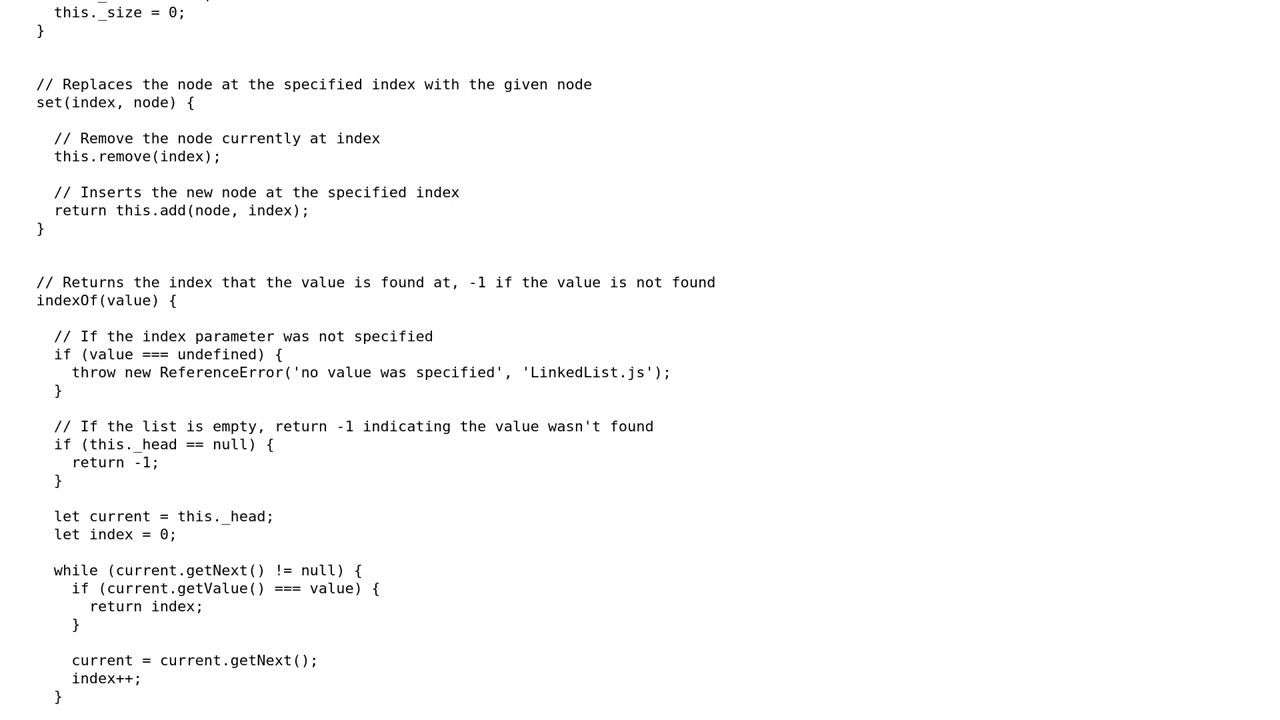 this._size = 0;
}
// Replaces the node at the specified index with the given node
set(index, node) {
// Remove the node currently at index
this.remove(index);
// Inserts the new node at the specified index
return this.add(node, index);
}
// Returns the index that the value is found at, -1 if the value is not found
indexOf(value) {
// If the index parameter was not specified
if (value === undefined) {
throw new ReferenceError('no value was specified', 'LinkedList.js');
}
// If the list is empty, return -1 indicating the value wasn't found
if (this._head == null) {
return -1;
}
let current = this._head;
let index = 0;
while (current.getNext() != null) {
if (current.getValue() === value) {
return index;
}
current = current.getNext();
index++;
}